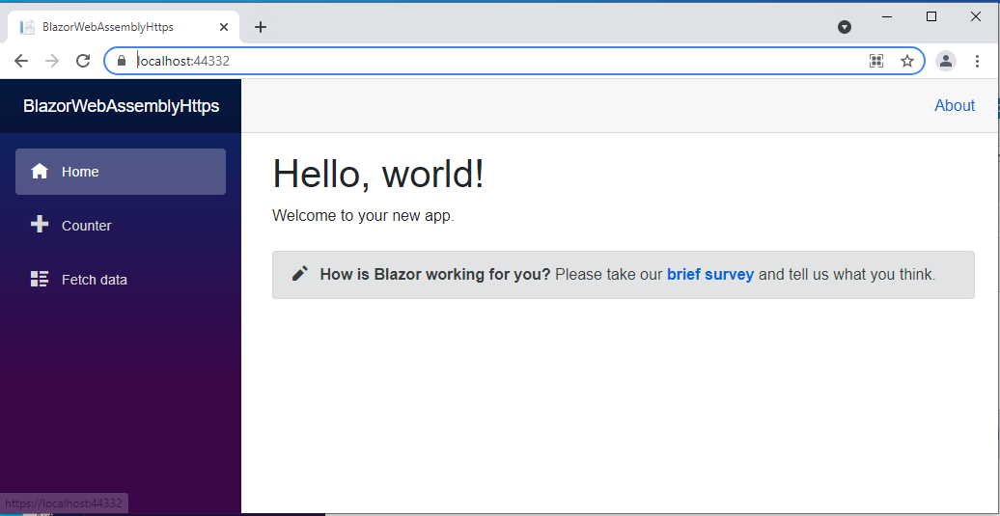 BlazorWebAssemblyHttps
localhost:44332
BlazorWebAssemblyHttps
About
Home
Counter
Fetch data
Hello, world!
Welcome to your new app.
How is Blazor working for you? Please take our brief survey and tell us what you think.
https://localhost:44332